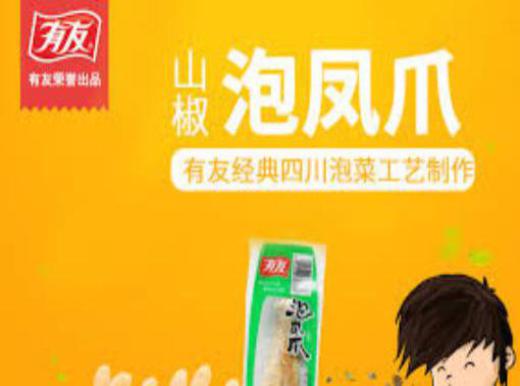 有友
有友荣誉出品
山椒 泡凤爪
有友经典四川泡菜工艺制作
有友
泡凤爪